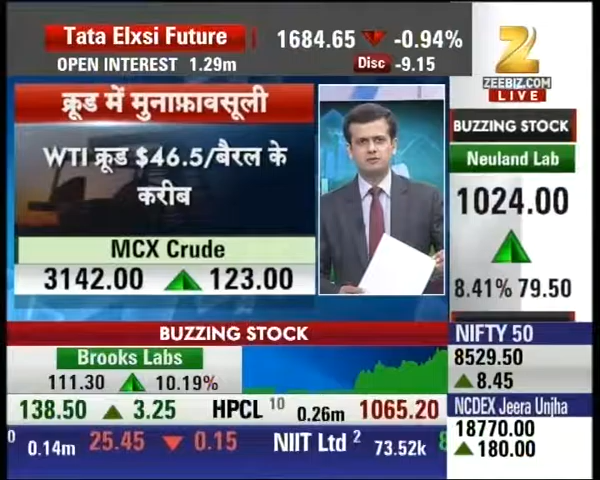 Tata Elxsi Future
1684.65 -0.94%
OPEN INTEREST 1.29m
Disc -9.15
ZEEBIZ.COM
LIVE
क्रूड में मुनाफ़ावसूली
WTI क्रूड $46.5/बैरल के
करीब
MCX Crude
3142.00 123.00
BUZZING STOCK
Neuland Lab
1024.00
8.41% 79.50
BUZZING STOCK
Brooks Labs
111.30 10.19%
NIFTY 50
8529.50
8.45
NCDEX Jeera Unjha
18770.00
180.00
138.50 3.25 HPCL 10 0.26m 1065.20
0 0.14m 25.45 0.15 NIIT Ltd 2 73.52k